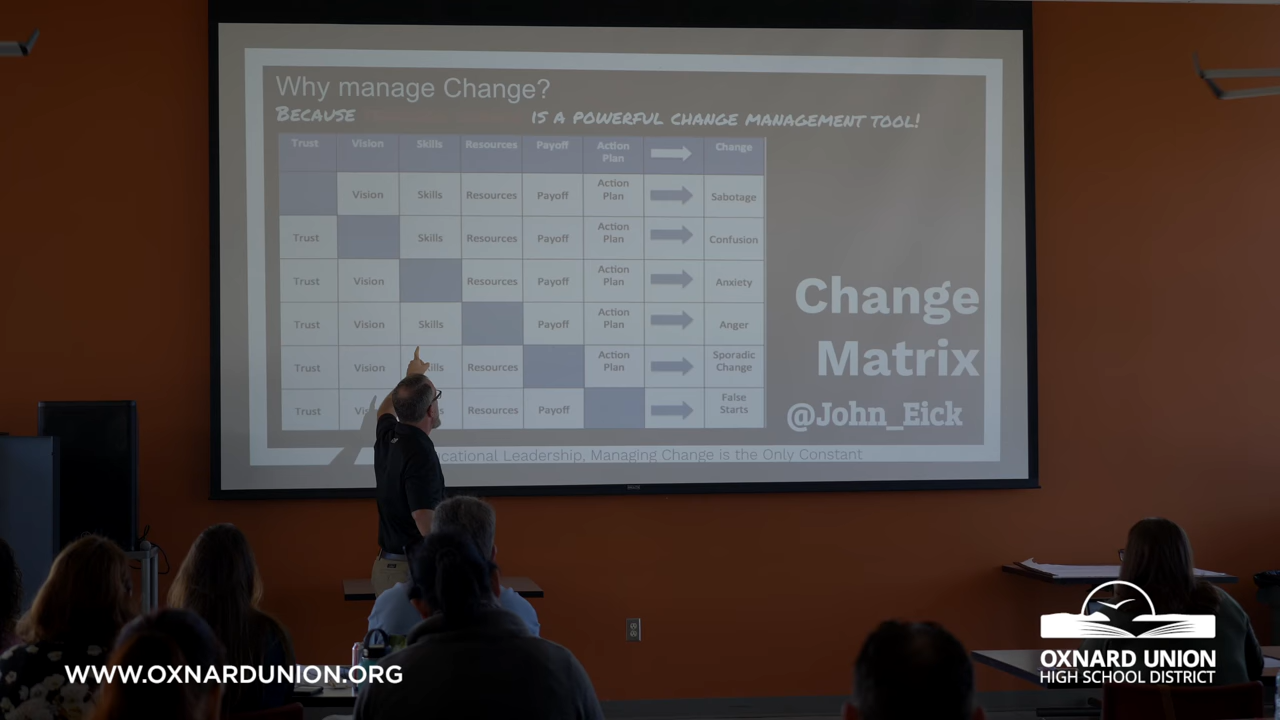 Why manage Change?
BECAUSE IS A POWERFUL CHANGE MANAGEMENT TOOL!
Trust Vision Skills Resources Payoff Action Plan Change
Vision Skills Resources Payoff Action Plan Sabotage
Trust Skills Resources Payoff Action Plan Confusion
Trust Vision Resources Payoff Action Plan Anxiety
Trust Vision Skills Payoff Action Plan Anger
Trust Vision Resources Action Plan Sporadic Change
Trust Resources Payoff False Starts
Change
Matrix
@John_Eick
Leadership, Managing Change is the Only Constant
WWW.OXNARDUNION.ORG
OXNARD UNION
HIGH SCHOOL DISTRICT